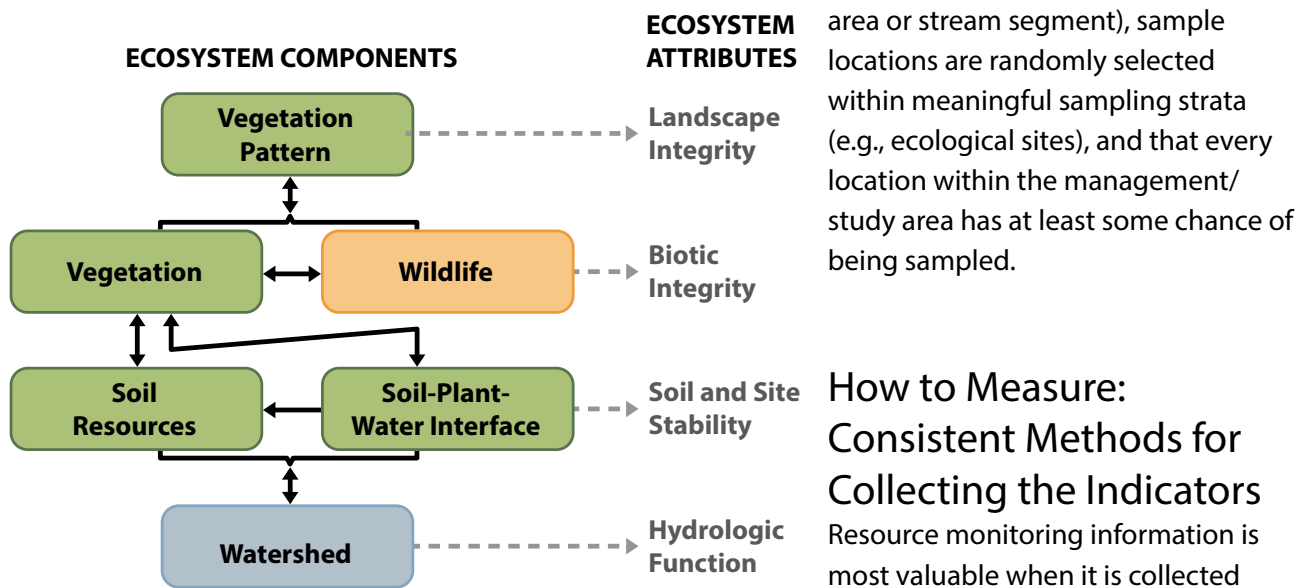 ECOSYSTEM COMPONENTS
ECOSYSTEM
ATTRIBUTES
Vegetation
Pattern
Landscape
Integrity
Vegetation
Wildlife
Biotic
Integrity
Soil
Resources
Soil-Plant-
Water Interface
Soil and Site
Stability
Watershed
Hydrologic
Function
area or stream segment), sample
locations are randomly selected
within meaningful sampling strata
(e.g., ecological sites), and that every
location within the management/
study area has at least some chance of
being sampled.
How to Measure:
Consistent Methods for
Collecting the Indicators
Resource monitoring information is
most valuable when it is collected